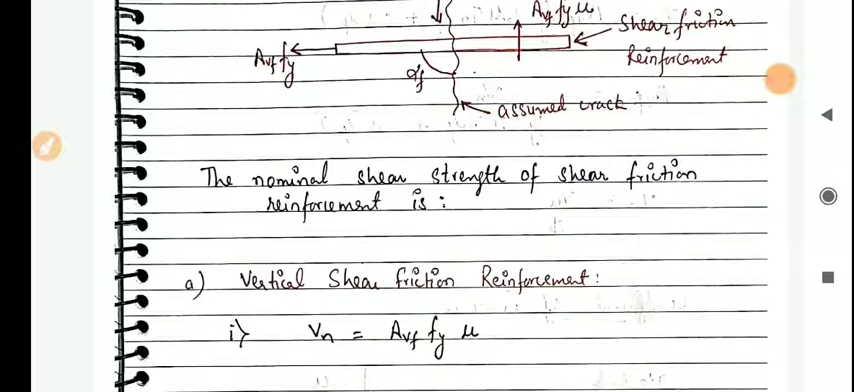 Avf fy μ
Shear friction
Reinforcement
Avf fy
αf
assumed crack
The nominal shear strength of shear friction
reinforcement is:
a) Vertical Shear friction Reinforcement:
i) Vn = Avf fy μ